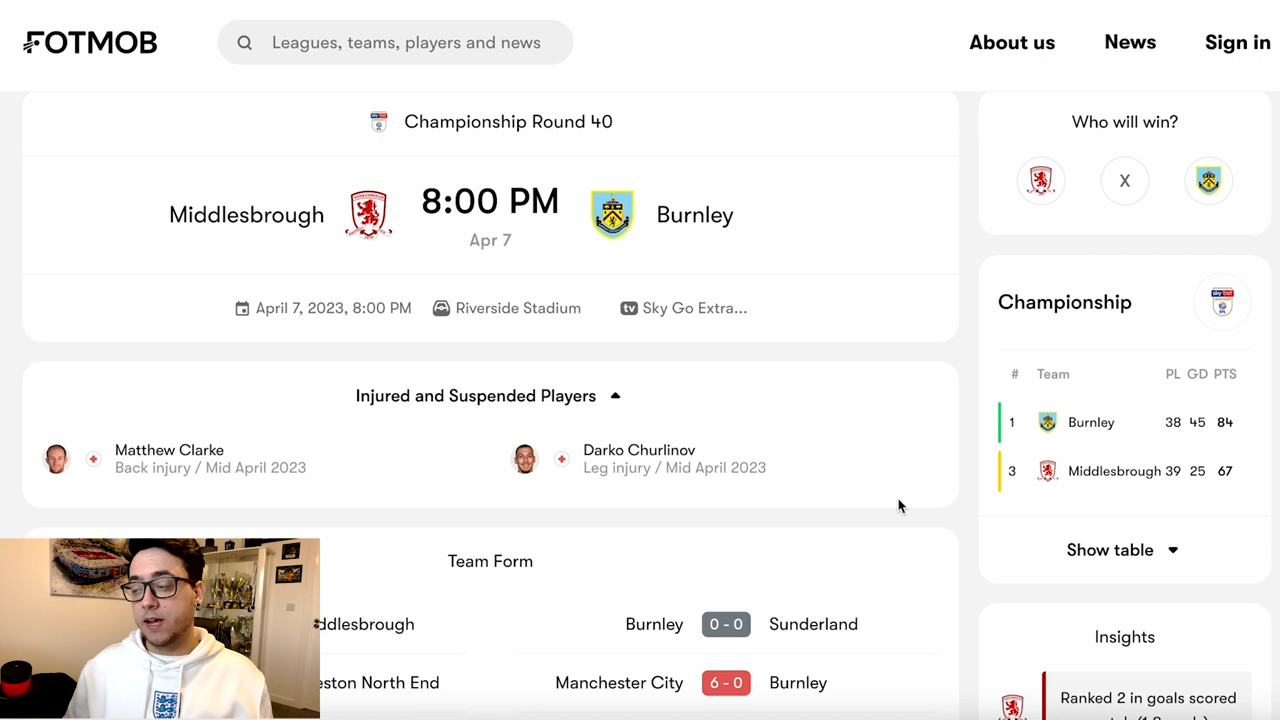 FOTMOB
Leagues, teams, players and news
About us
News
Sign in
Championship Round 40
Middlesbrough
8:00 PM
Apr 7
Burnley
April 7, 2023, 8:00 PM
Riverside Stadium
tv
Sky Go Extra...
Injured and Suspended Players
Matthew Clarke
Back injury / Mid April 2023
Darko Churlinov
Leg injury / Mid April 2023
Team Form
ddlesbrough
Burnley 0 - 0 Sunderland
eston North End
Manchester City 6 - 0 Burnley
Who will win?
X
Championship
sky bet
# Team PL GD PTS
1 Burnley 38 45 84
3 Middlesbrough 39 25 67
Show table
Insights
Ranked 2 in goals scored